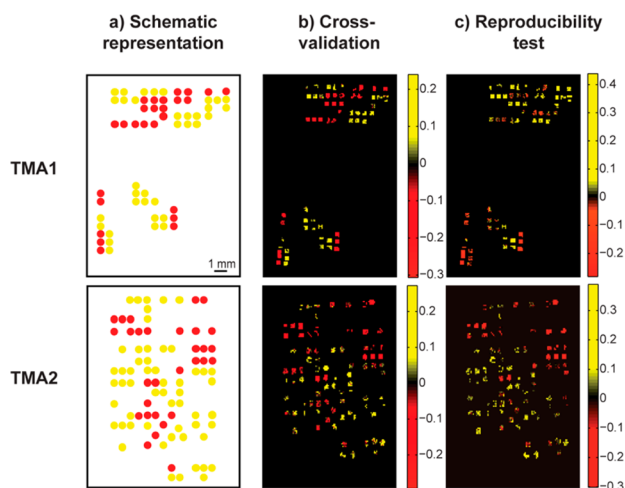 a) Schematic
representation
b) Cross-
validation
c) Reproducibility
test
TMA1
1 mm
0.2
0.1
0
−0.1
−0.2
−0.3
0.4
0.3
0.2
0.1
0
−0.1
−0.2
TMA2
0.2
0.1
0
−0.1
−0.2
0.3
0.2
0.1
0
−0.1
−0.2
−0.3